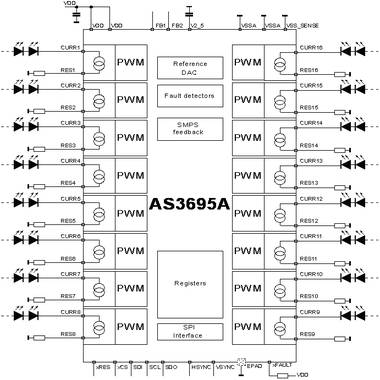 VDD
VDD VDD FB1 FB2 V2_5 VSSA VSSA VSS_SENSE
CURR1 PWM Reference DAC PWM CURR16
RES1 RES16
CURR2 PWM Fault detectors PWM CURR15
RES2 RES15
CURR3 PWM SMPS feedback PWM CURR14
RES3 RES14
CURR4 PWM PWM CURR13
RES4 RES13
CURR5 PWM AS3695A PWM CURR12
RES5 RES12
CURR6 PWM PWM CURR11
RES6 RES11
CURR7 PWM Registers PWM CURR10
RES7 RES10
CURR8 PWM SPI Interface PWM CURR9
RES8 RES9
xRES xCS SDI SCL SDO HSYNC VSYNC EPAD xFAULT
VDD